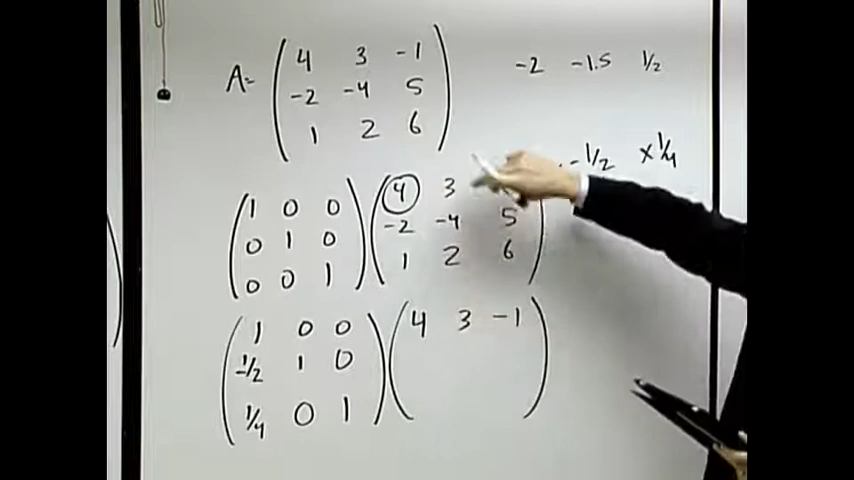 A= ( 4 3 -1 ) -2 -1.5 1/2
-2 -4 5
1 2 6
-1/2 x 1/4
( 1 0 0 ) ( 4 3
0 1 0 -2 -4 5
0 0 1 1 2 6 )
( 1 0 0 ) ( 4 3 -1 )
-1/2 1 0
1/4 0 1